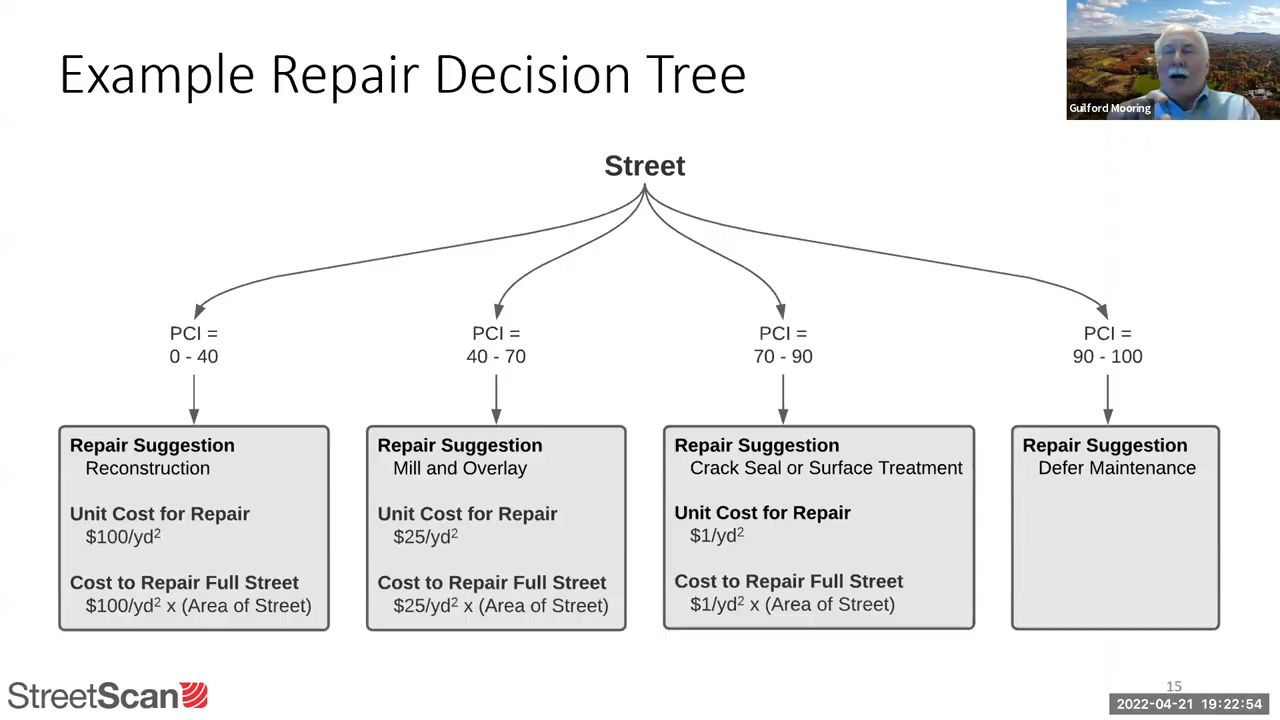 Example Repair Decision Tree
Guilford Mooring
Street
PCI =
0 - 40
PCI =
40 - 70
PCI =
70 - 90
PCI =
90 - 100
Repair Suggestion
Reconstruction
Unit Cost for Repair
$100/yd²
Cost to Repair Full Street
$100/yd² x (Area of Street)
Repair Suggestion
Mill and Overlay
Unit Cost for Repair
$25/yd²
Cost to Repair Full Street
$25/yd² x (Area of Street)
Repair Suggestion
Crack Seal or Surface Treatment
Unit Cost for Repair
$1/yd²
Cost to Repair Full Street
$1/yd² x (Area of Street)
Repair Suggestion
Defer Maintenance
StreetScan
15
2022-04-21 19:22:54